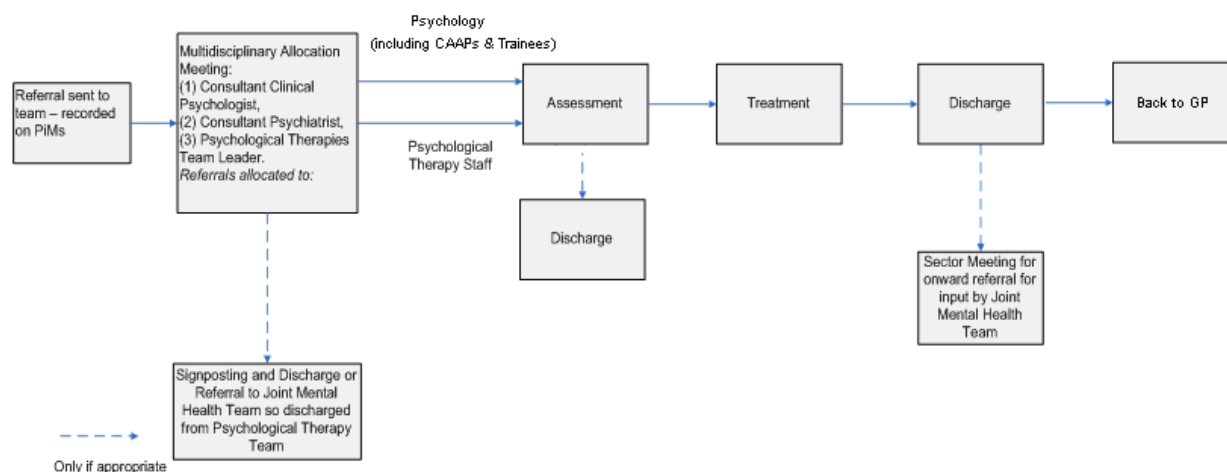 Psychology
(including CAAPs & Trainees)
Referral sent to
team – recorded
on PiMs
Multidisciplinary Allocation
Meeting:
(1) Consultant Clinical
Psychologist,
(2) Consultant Psychiatrist,
(3) Psychological Therapies
Team Leader.
Referrals allocated to:
Psychological
Therapy Staff
Assessment
Treatment
Discharge
Back to GP
Discharge
Sector Meeting for
onward referral for
input by Joint
Mental Health
Team
Signposting and Discharge or
Referral to Joint Mental
Health Team so discharged
from Psychological Therapy
Team
Only if appropriate